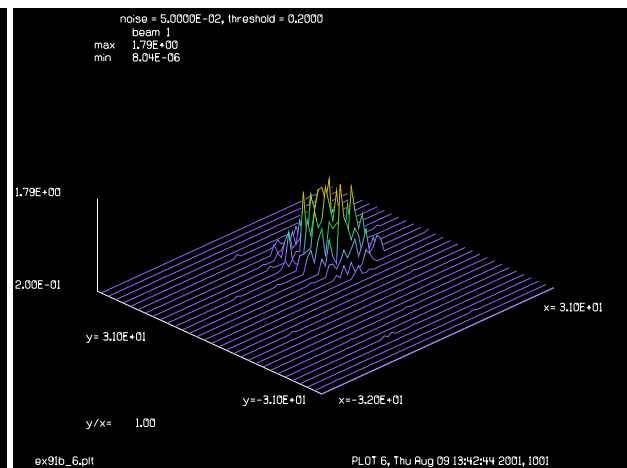 noise = 5.0000E-02, threshold = 0.2000
beam 1
max 1.79E+00
min 8.04E-06
1.79E+00
2.00E-01
x= 3.10E+01
y= 3.10E+01
y=-3.10E+01 x=-3.20E+01
y/x= 1.00
ex91b_6.plt PLOT 6, Thu Aug 09 13:42:44 2001, 1001